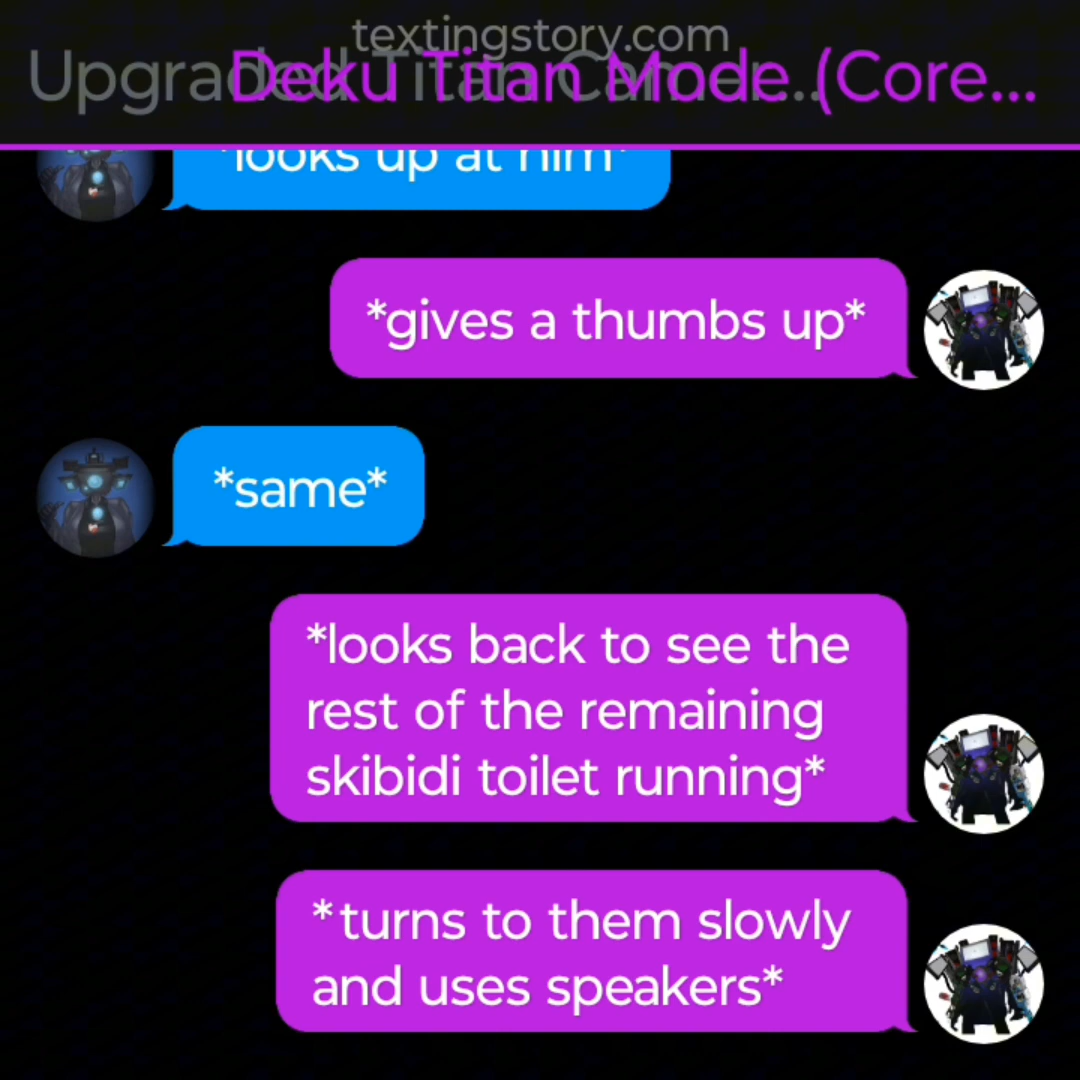 textingstory.com
Deku Titan Mode (Core...
*looks up at him*
*gives a thumbs up*
*same*
*looks back to see the
rest of the remaining
skibidi toilet running*
*turns to them slowly
and uses speakers*